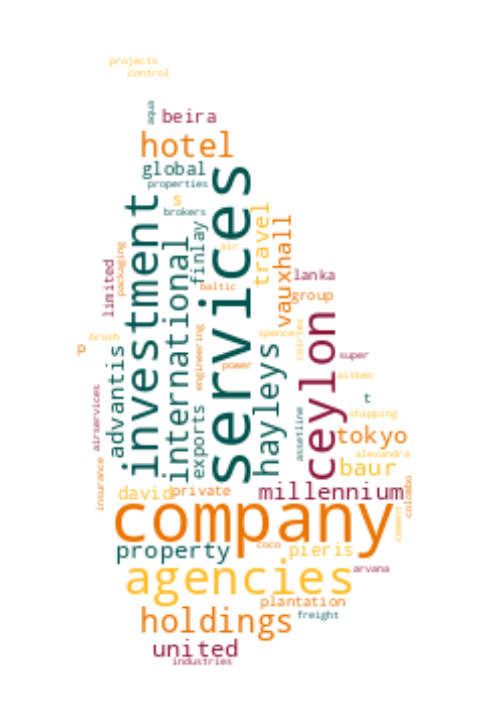 projects
control
aqua
beira
hotel
global
properties
services
investment
s
brokers
travel
vauxhall
finlay
international
air
packaging
limited
baltic
lanka
group
ceylon
engineering
spence
cointex
brush
p
advantis
hayleys
super
power
aitken
airservices
exports
assetline
t
shipping
tokyo
alexandra
baur
insurance
david
private
millennium
colombo
company
cement
property
coco
pieris
agencies
arvana
plantation
holdings
freight
united
industries